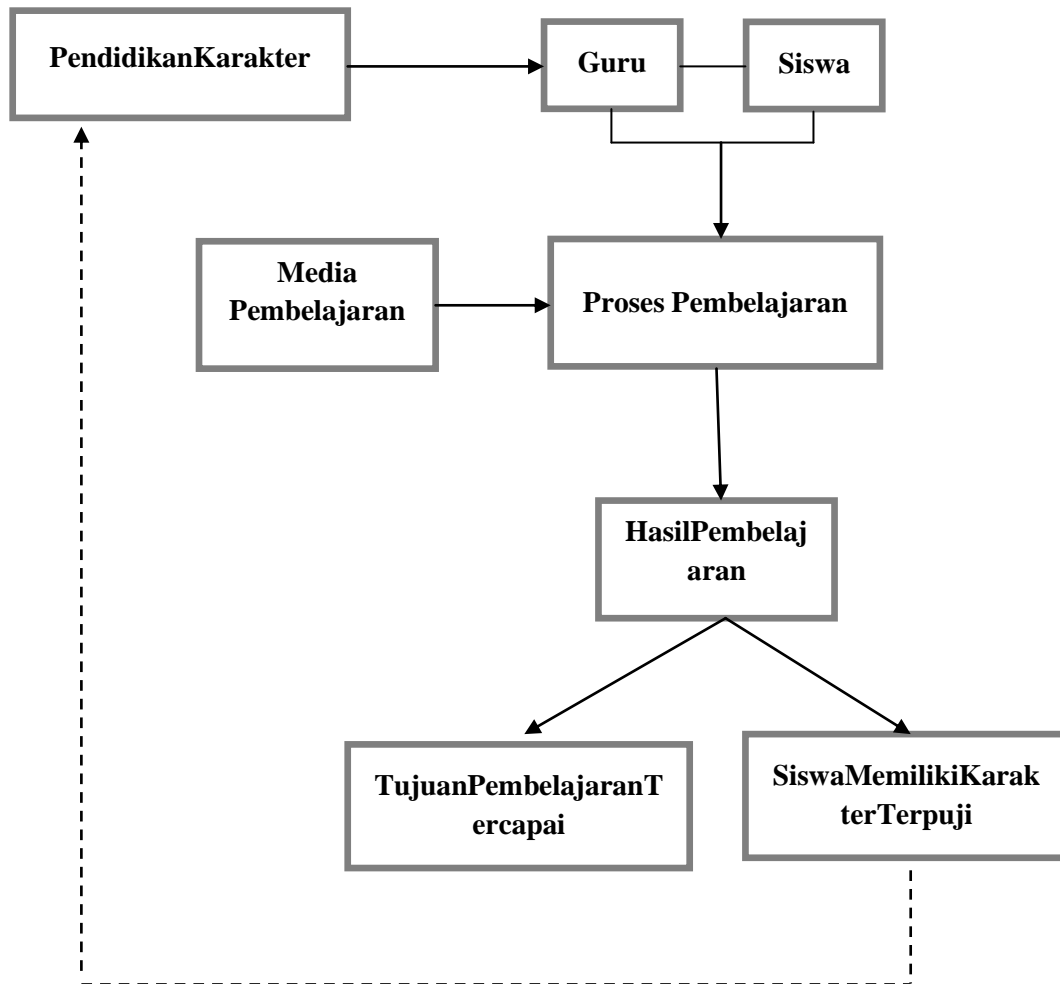 PendidikanKarakter
Guru
Siswa
Media
Pembelajaran
Proses Pembelajaran
HasilPembelaj
aran
TujuanPembelajaranT
ercapai
SiswaMemilikiKarak
terTerpuji